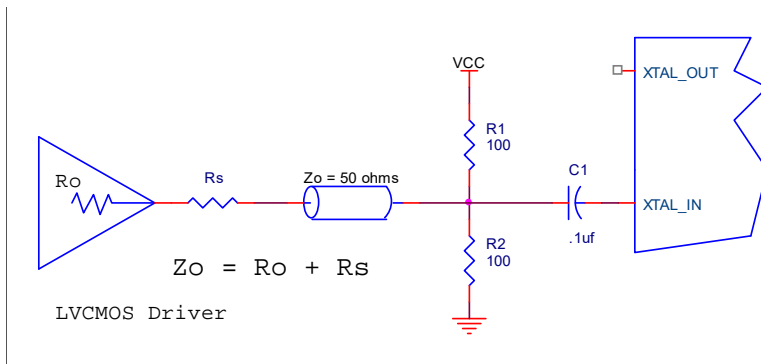 VCC
XTAL_OUT
R1
100
Ro
Rs
Zo = 50 ohms
C1
XTAL_IN
.1uf
R2
100
Zo = Ro + Rs
LVCMOS Driver